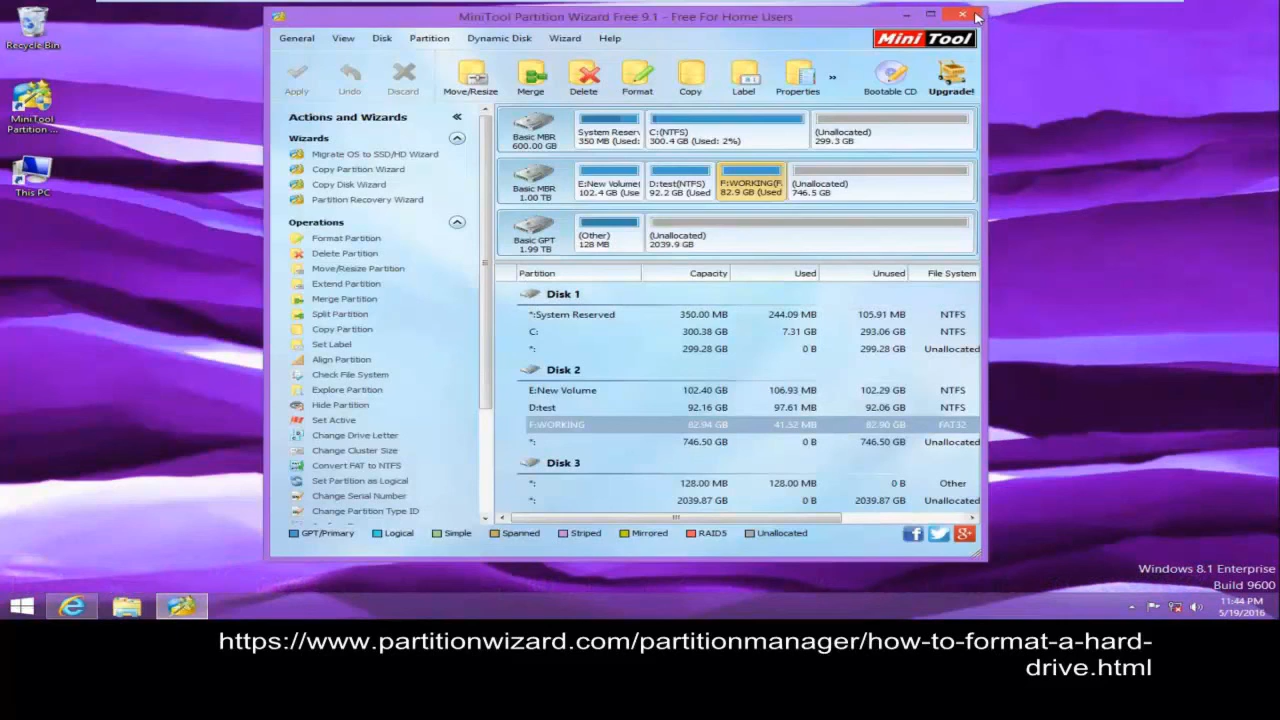 Recycle Bin
MiniTool
Partition ...
This PC
MiniTool Partition Wizard Free 9.1 - Free For Home Users
General View Disk Partition Dynamic Disk Wizard Help
Mini Tool
Apply Undo Discard Move/Resize Merge Delete Format Copy Label Properties » Bootable CD Upgrade!
Actions and Wizards «
Wizards
Migrate OS to SSD/HD Wizard
Copy Partition Wizard
Copy Disk Wizard
Partition Recovery Wizard
Operations
Format Partition
Delete Partition
Move/Resize Partition
Extend Partition
Merge Partition
Split Partition
Copy Partition
Set Label
Align Partition
Check File System
Explore Partition
Hide Partition
Set Active
Change Drive Letter
Change Cluster Size
Convert FAT to NTFS
Set Partition as Logical
Change Serial Number
Change Partition Type ID
Basic MBR
600.00 GB
System Reserv
350 MB (Used:
C:(NTFS)
300.4 GB (Used: 2%)
(Unallocated)
299.3 GB
Basic MBR
1.00 TB
E:New Volume(
102.4 GB (Use
D:test(NTFS)
92.2 GB (Used
F:WORKING(F
82.9 GB (Used
(Unallocated)
746.5 GB
Basic GPT
1.99 TB
(Other)
128 MB
(Unallocated)
2039.9 GB
Partition Capacity Used Unused File System
Disk 1
*:System Reserved 350.00 MB 244.09 MB 105.91 MB NTFS
C: 300.38 GB 7.31 GB 293.06 GB NTFS
*: 299.28 GB 0 B 299.28 GB Unallocated
Disk 2
E:New Volume 102.40 GB 106.93 MB 102.29 GB NTFS
D:test 92.16 GB 97.61 MB 92.06 GB NTFS
F:WORKING 82.94 GB 41.52 MB 82.90 GB FAT32
*: 746.50 GB 0 B 746.50 GB Unallocated
Disk 3
*: 128.00 MB 128.00 MB 0 B Other
*: 2039.87 GB 0 B 2039.87 GB Unallocated
GPT/Primary Logical Simple Spanned Striped Mirrored RAID5 Unallocated
Windows 8.1 Enterprise
Build 9600
11:44 PM
5/19/2016
https://www.partitionwizard.com/partitionmanager/how-to-format-a-hard-
drive.html